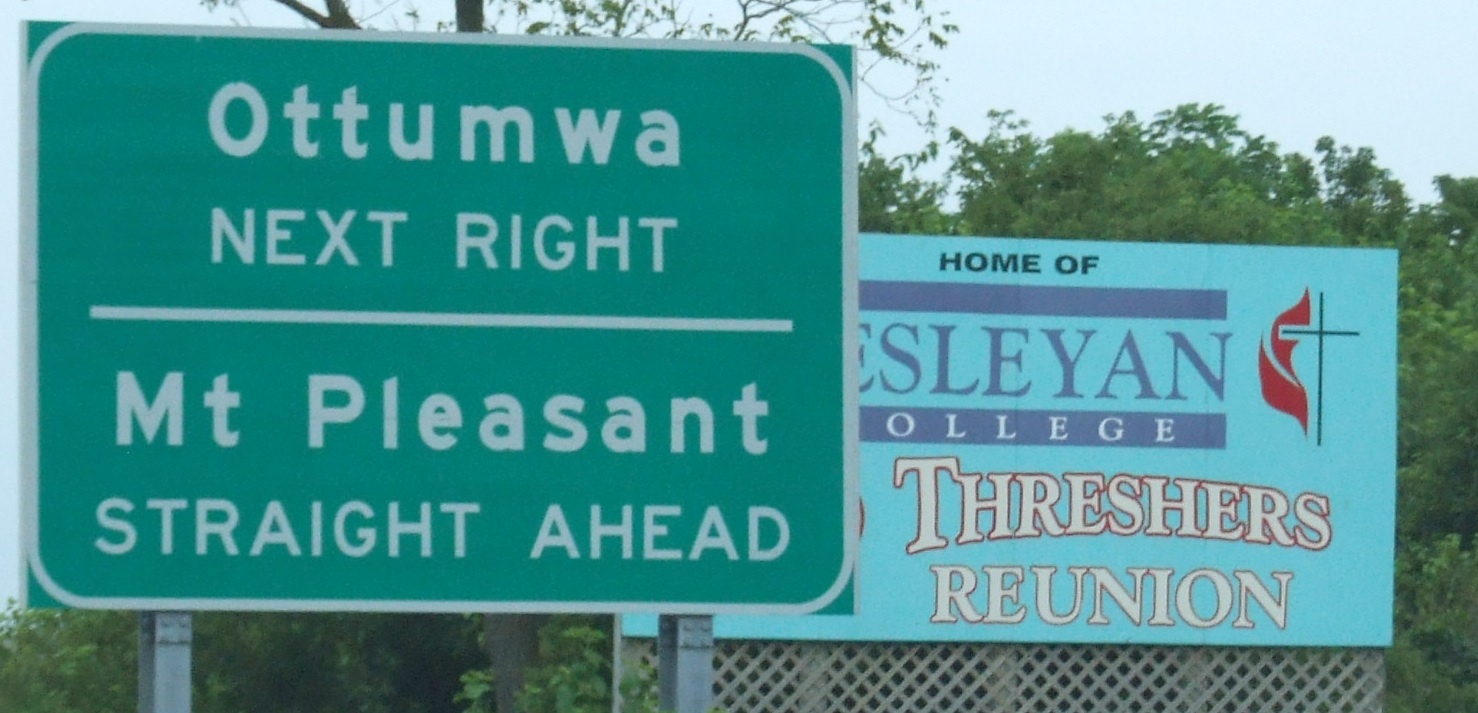 Ottumwa
NEXT RIGHT
Mt Pleasant
STRAIGHT AHEAD
HOME OF
ESLEYAN
OLLEGE
THRESHERS
REUNION